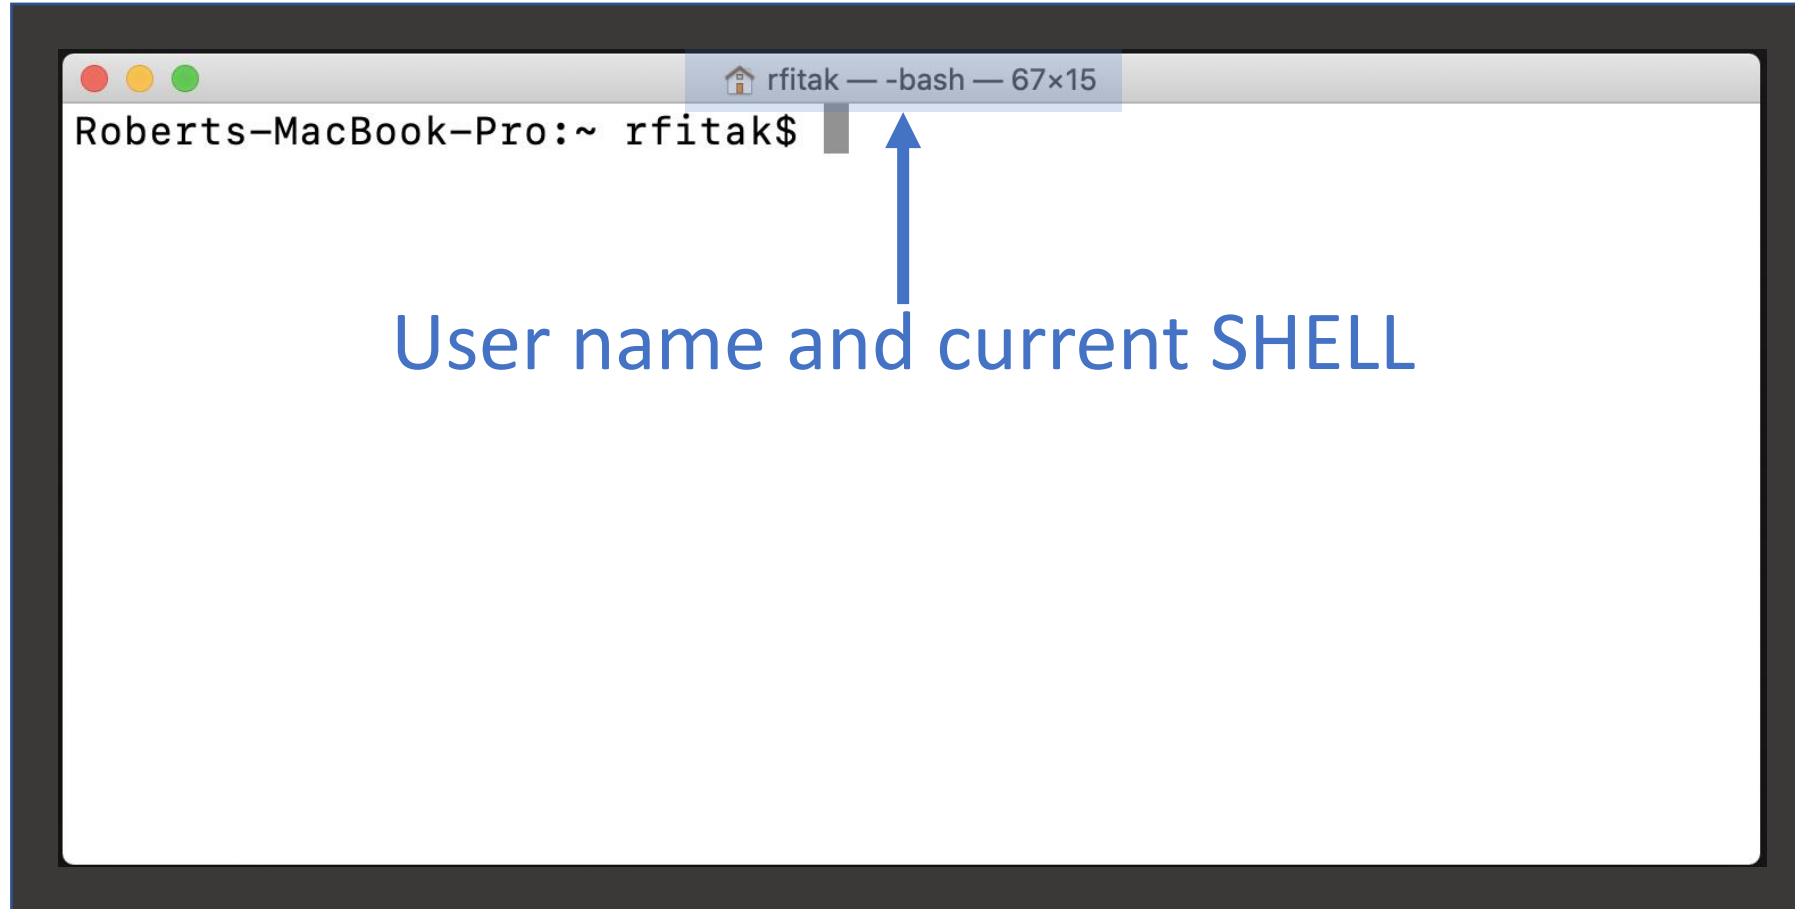 rfitak — -bash — 67×15
Roberts-MacBook-Pro:~ rfitak$
User name and current SHELL